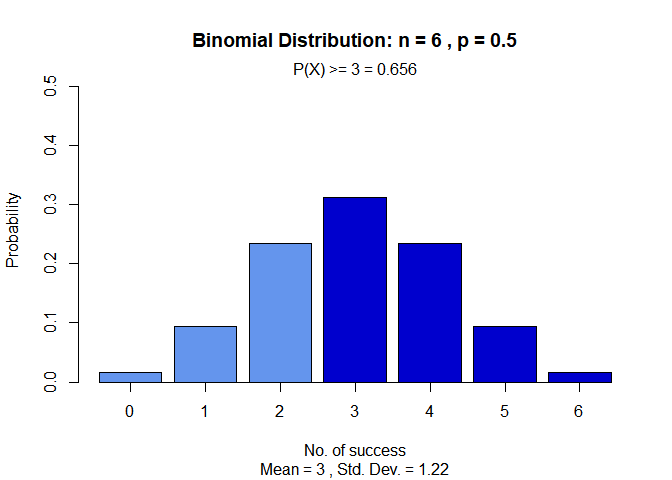 Binomial Distribution: n = 6 , p = 0.5
P(X) >= 3 = 0.656
Probability
0.5
0.4
0.3
0.2
0.1
0.0
0 1 2 3 4 5 6
No. of success
Mean = 3 , Std. Dev. = 1.22